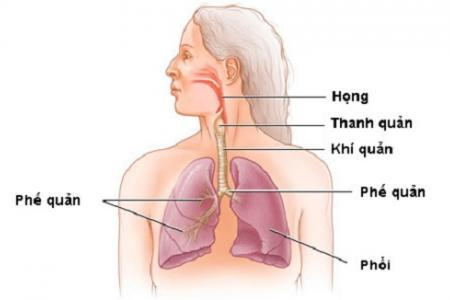 Họng
Thanh quản
Khí quản
Phế quản
Phế quản
Phổi